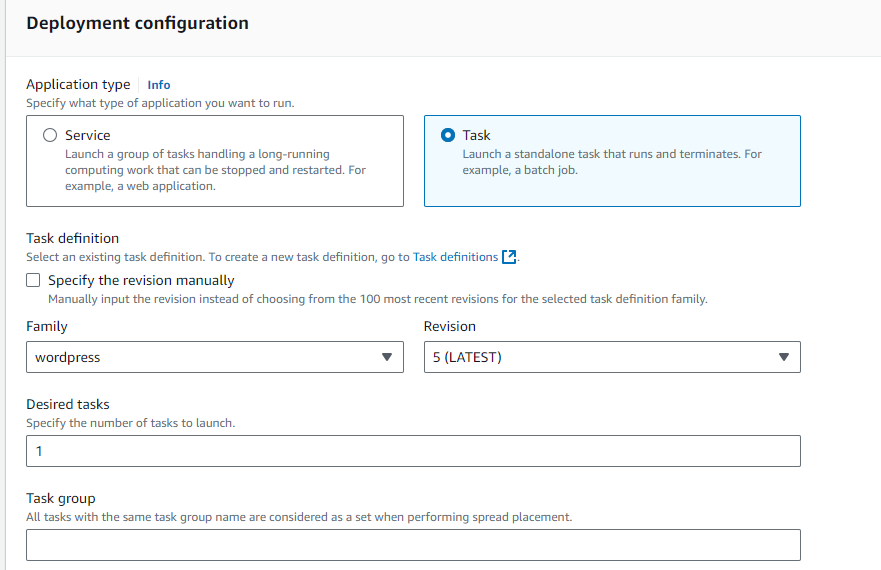 Deployment configuration
Application type Info
Specify what type of application you want to run.
Service
Launch a group of tasks handling a long-running
computing work that can be stopped and restarted. For
example, a web application.
Task
Launch a standalone task that runs and terminates. For
example, a batch job.
Task definition
Select an existing task definition. To create a new task definition, go to Task definitions.
Specify the revision manually
Manually input the revision instead of choosing from the 100 most recent revisions for the selected task definition family.
Family
wordpress
Revision
5 (LATEST)
Desired tasks
Specify the number of tasks to launch.
1
Task group
All tasks with the same task group name are considered as a set when performing spread placement.